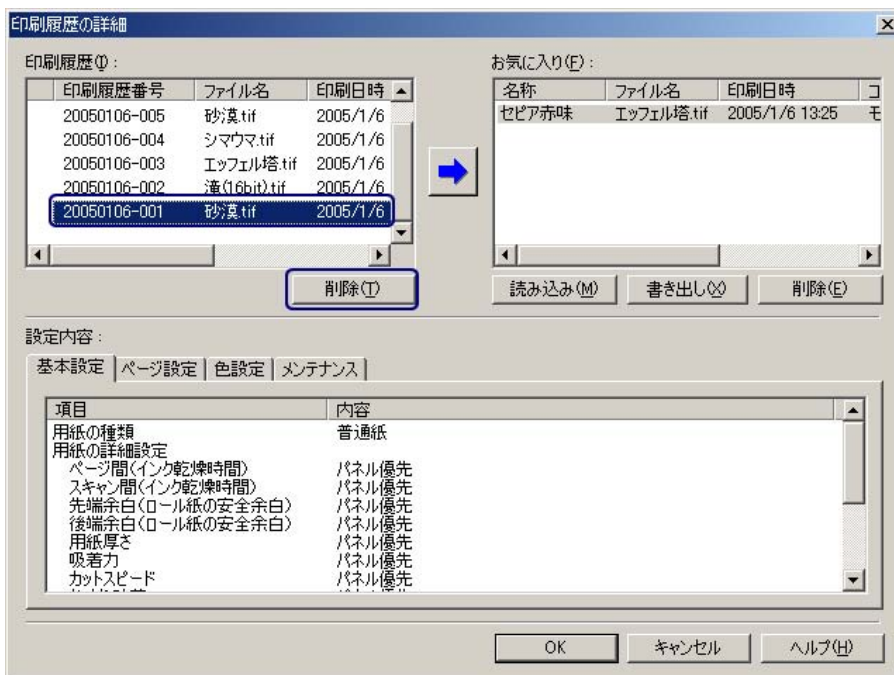 印刷履歴の詳細
印刷履歴(I):
印刷履歴番号 ファイル名 印刷日時
20050106-005 砂漠.tif 2005/1/6
20050106-004 シマウマ.tif 2005/1/6
20050106-003 エッフェル塔.tif 2005/1/6
20050106-002 滝(16bit).tif 2005/1/6
20050106-001 砂漠.tif 2005/1/6
削除(T)
お気に入り(F):
名称 ファイル名 印刷日時 コ
セピア赤味 エッフェル塔.tif 2005/1/6 13:25 モ
読み込み(M) 書き出し(X) 削除(E)
設定内容:
基本設定 ページ設定 色設定 メンテナンス
項目 内容
用紙の種類 普通紙
用紙の詳細設定
ページ間(インク乾燥時間) パネル優先
スキャン間(インク乾燥時間) パネル優先
先端余白(ロール紙の安全余白) パネル優先
後端余白(ロール紙の安全余白) パネル優先
用紙厚さ パネル優先
吸着力 パネル優先
カットスピード パネル優先
OK キャンセル ヘルプ(H)